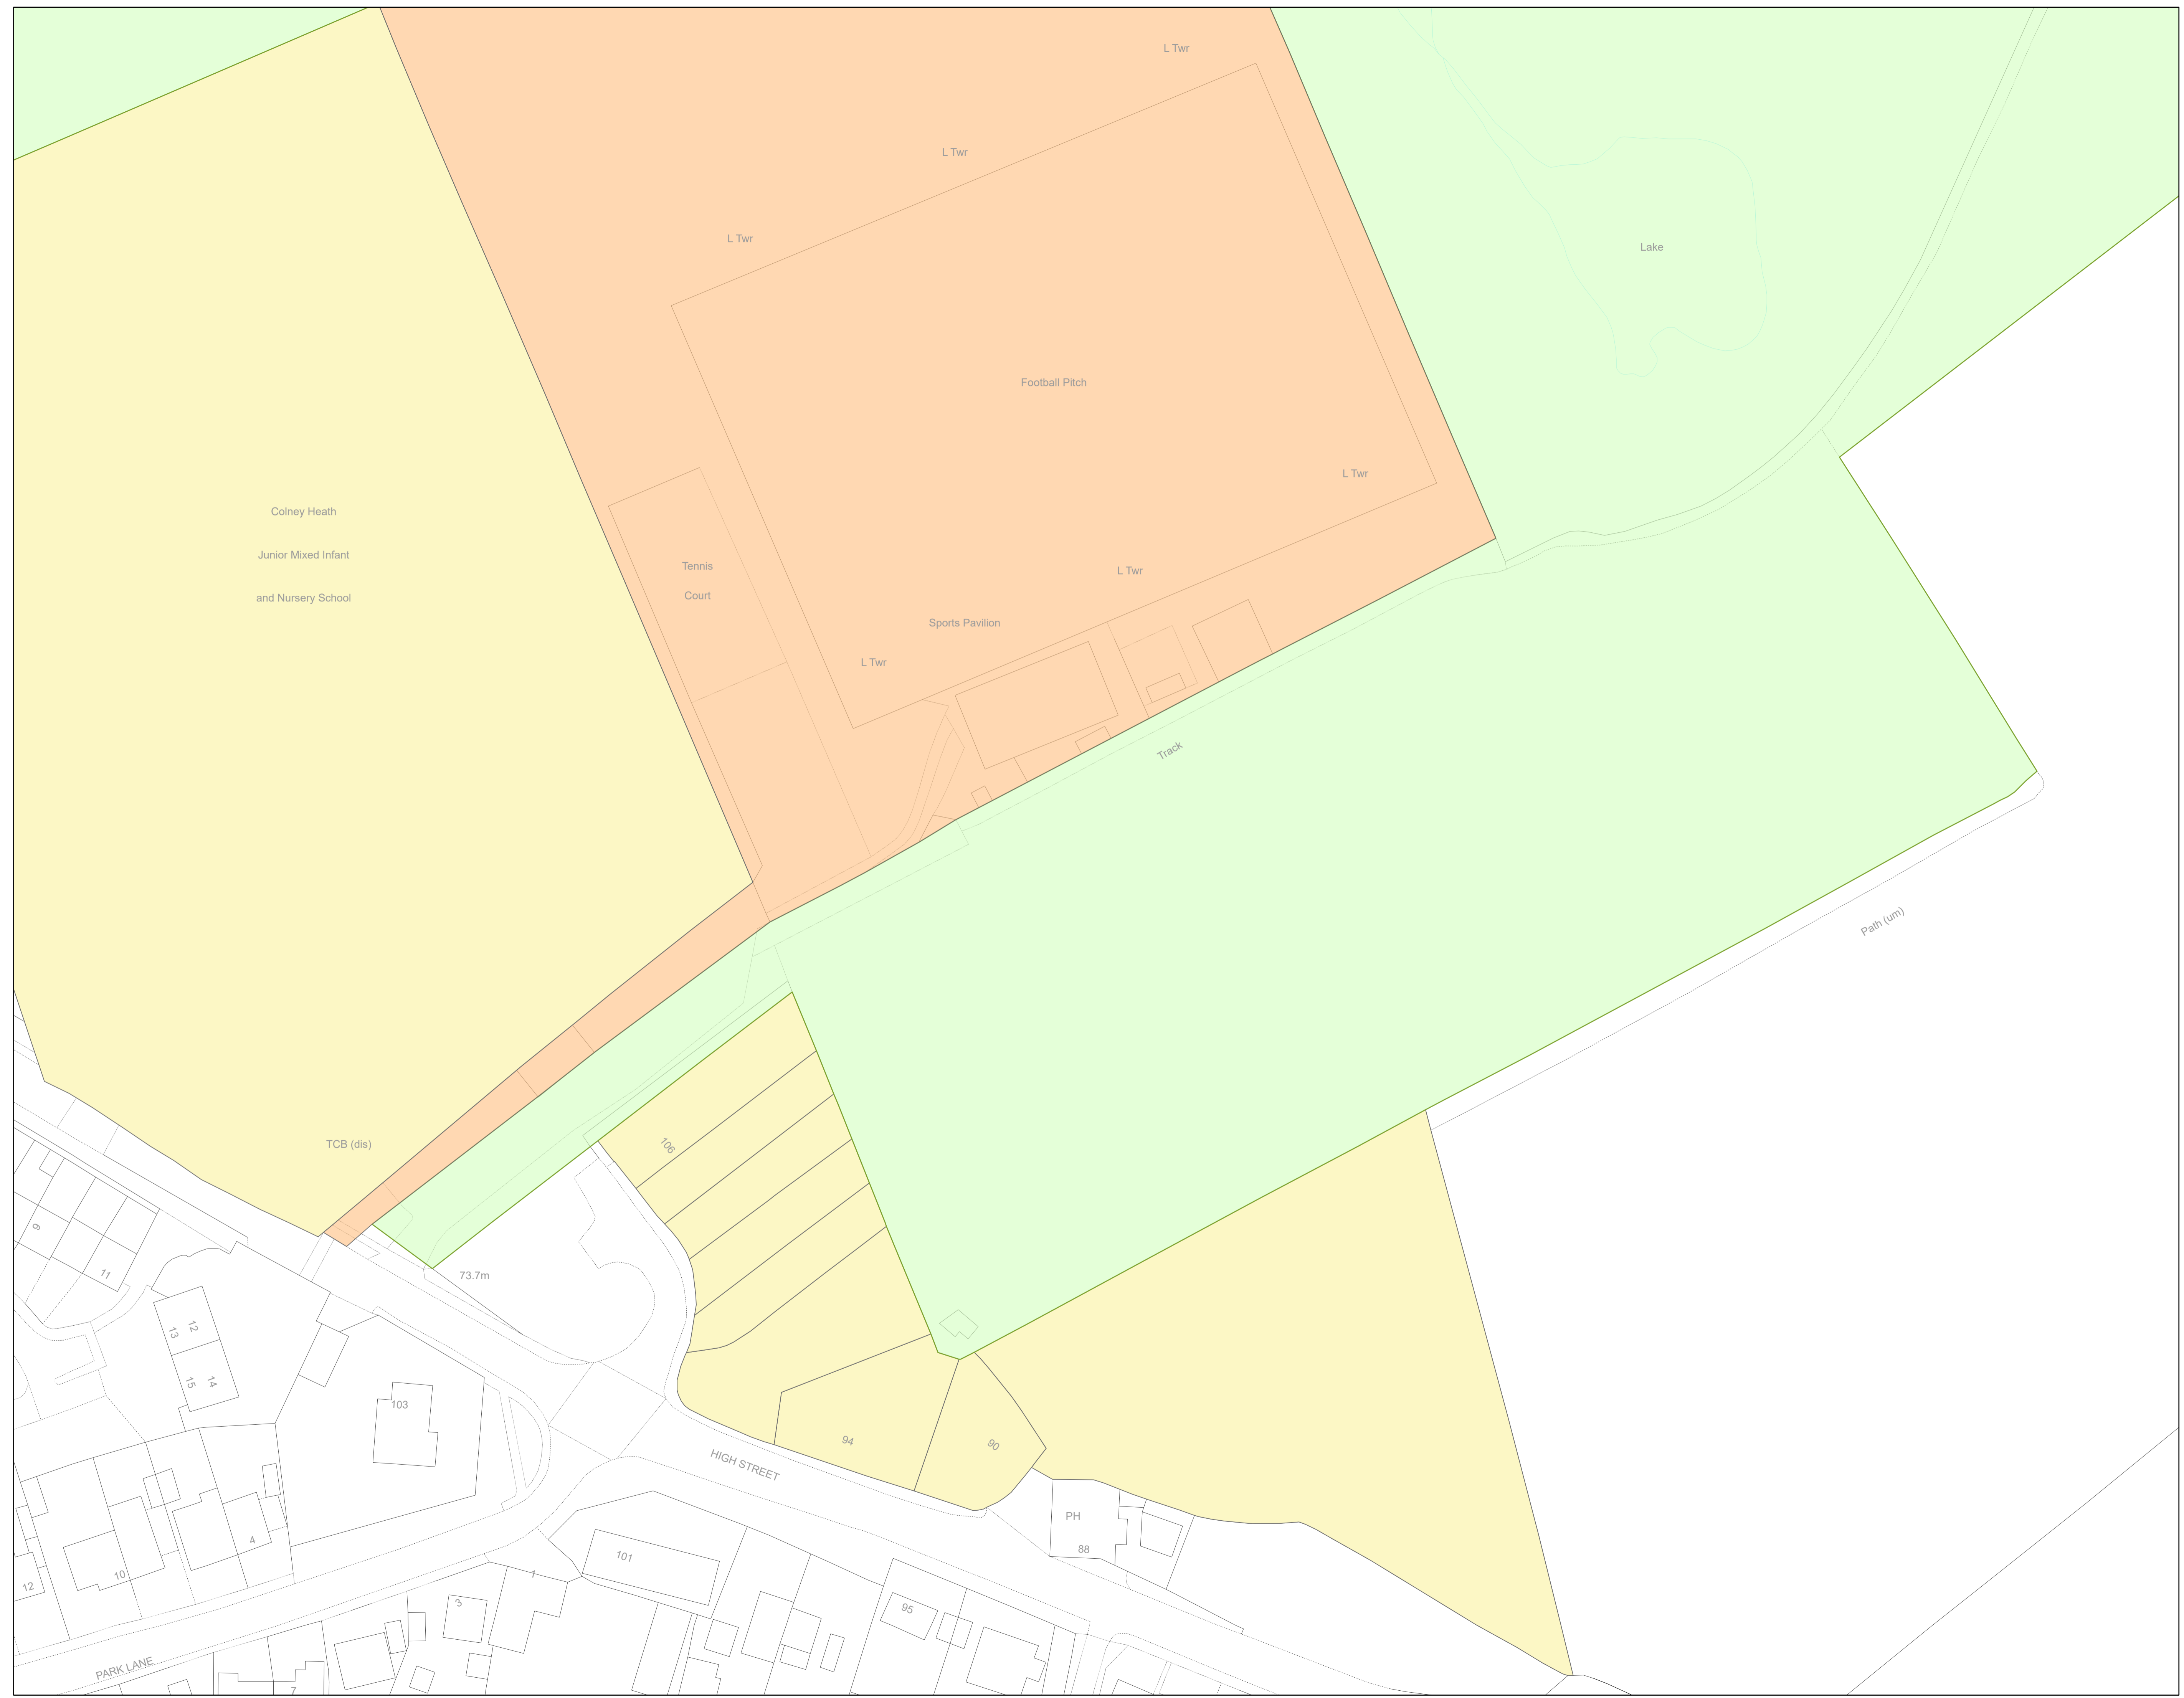 L Twr
L Twr
L Twr
Lake
Football Pitch
L Twr
Colney Heath
Junior Mixed Infant
and Nursery School
Tennis
Court
L Twr
Sports Pavilion
L Twr
Track
Path (um)
TCB (dis)
106
9
11
73.7m
12
13
14
15
103
94
90
HIGH STREET
PH
88
4
10
12
101
1
3
95
PARK LANE
7